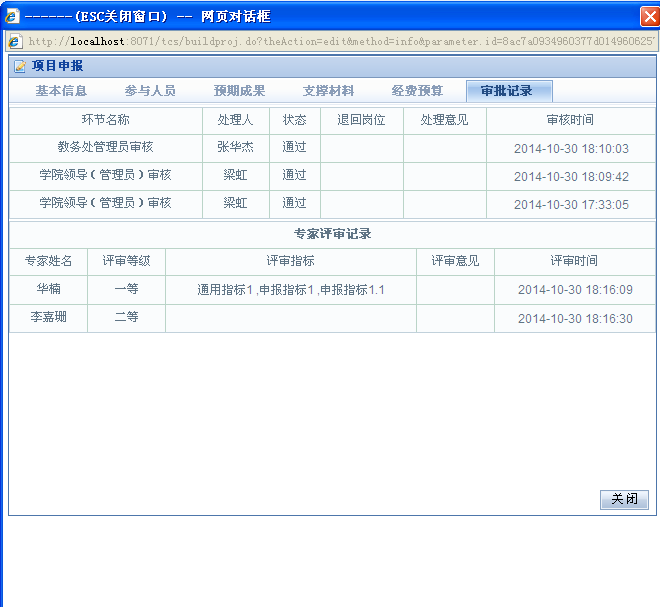 ------(ESC关闭窗口) -- 网页对话框
http://localhost:8071/tcs/buildproj.do?theAction=edit&method=info&parameter.id=8ac7a0934960377d014960625
项目申报
基本信息 参与人员 预期成果 支撑材料 经费预算 审批记录
环节名称 处理人 状态 退回岗位 处理意见 审核时间
教务处管理员审核 张华杰 通过 2014-10-30 18:10:03
学院领导（管理员）审核 梁虹 通过 2014-10-30 18:09:42
学院领导（管理员）审核 梁虹 通过 2014-10-30 17:33:05
专家评审记录
专家姓名 评审等级 评审指标 评审意见 评审时间
华楠 一等 通用指标1 ,申报指标1 ,申报指标1.1 2014-10-30 18:16:09
李嘉珊 二等 2014-10-30 18:16:30
关闭